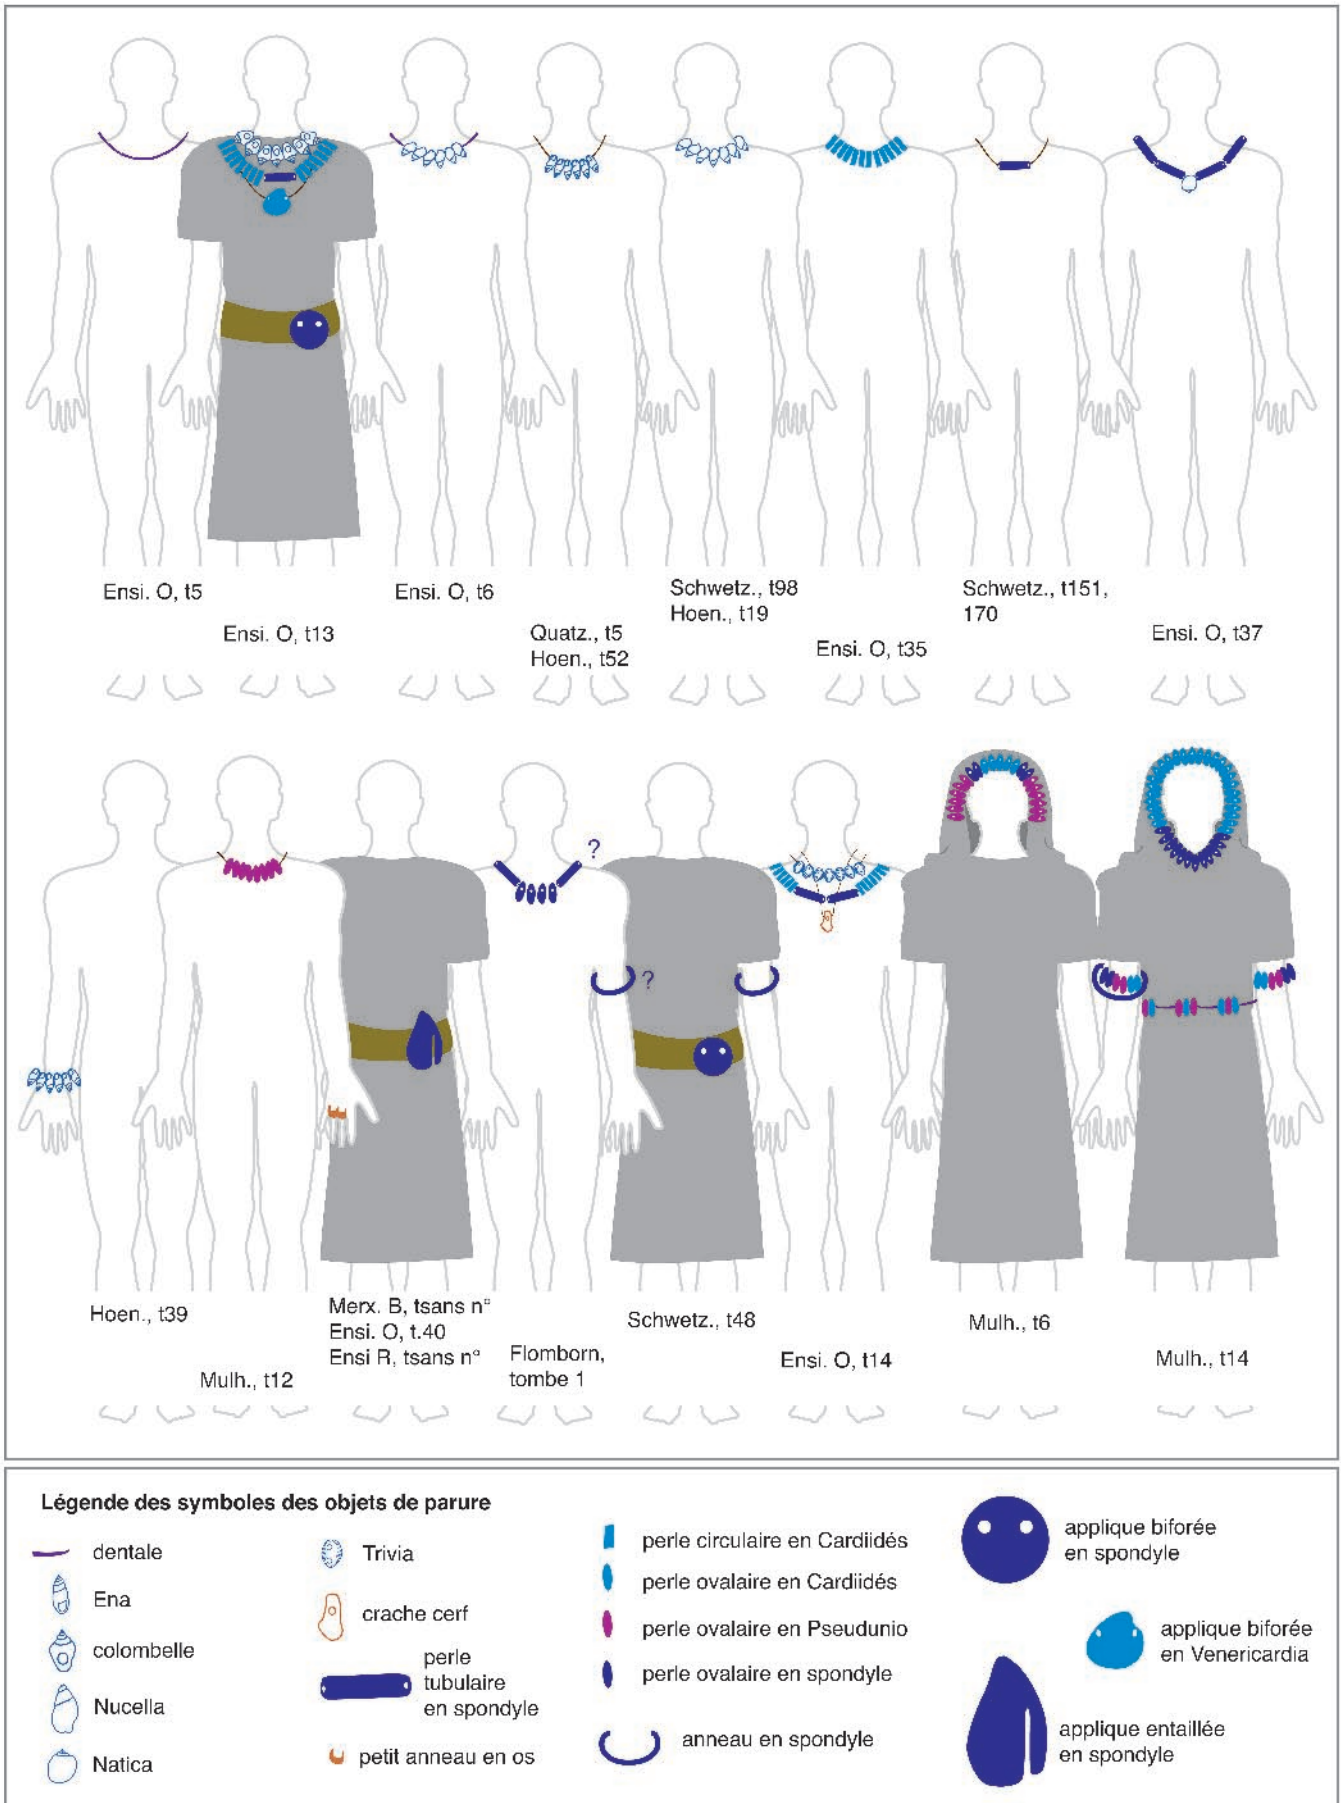 Ensi. O, t5
Ensi. O, t13
Ensi. O, t6
Quatz., t5
Hoen., t52
Schwetz., t98
Hoen., t19
Ensi. O, t35
Schwetz., t151,
170
Ensi. O, t37
?
?
Hoen., t39
Mulh., t12
Merx. B, tsans n°
Ensi. O, t.40
Ensi R, tsans n°
Flomborn,
tombe 1
Schwetz., t48
Ensi. O, t14
Mulh., t6
Mulh., t14
Légende des symboles des objets de parure
dentale
Ena
colombelle
Nucella
Natica
Trivia
crache cerf
perle
tubulaire
en spondyle
petit anneau en os
perle circulaire en Cardiidés
perle ovalaire en Cardiidés
perle ovalaire en Pseudunio
perle ovalaire en spondyle
anneau en spondyle
applique biforée
en spondyle
applique biforée
en Venericardia
applique entaillée
en spondyle